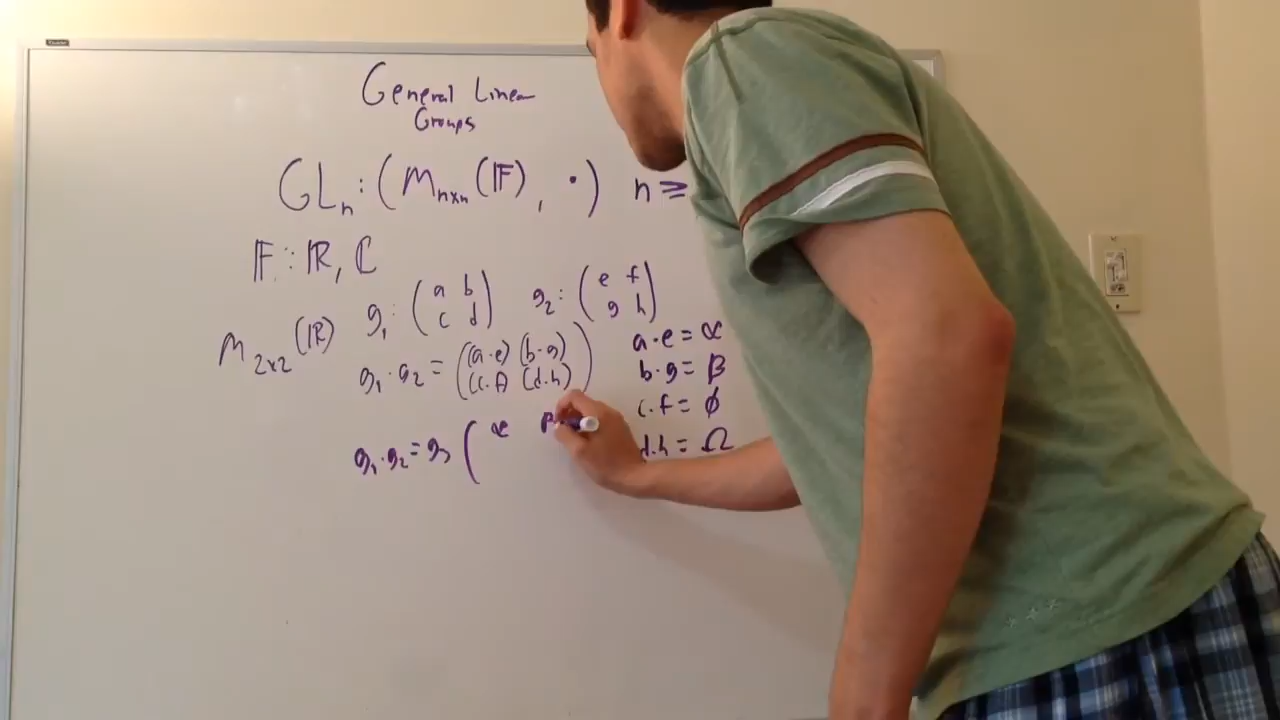 General Linear
Groups
GLₙ : (Mₙₓₙ(𝔽), ·) n ≥
𝔽 : ℝ, ℂ
M₂ₓ₂(ℝ) g₁ : (a b
c d) g₂ : (e f
g h)
g₁·g₂ = ((a·e) (b·g)
(c·f) (d·h))
a·e = α
b·g = β
c·f = ϕ
d·h = Ω
g₁·g₂ = g₃ ( α β